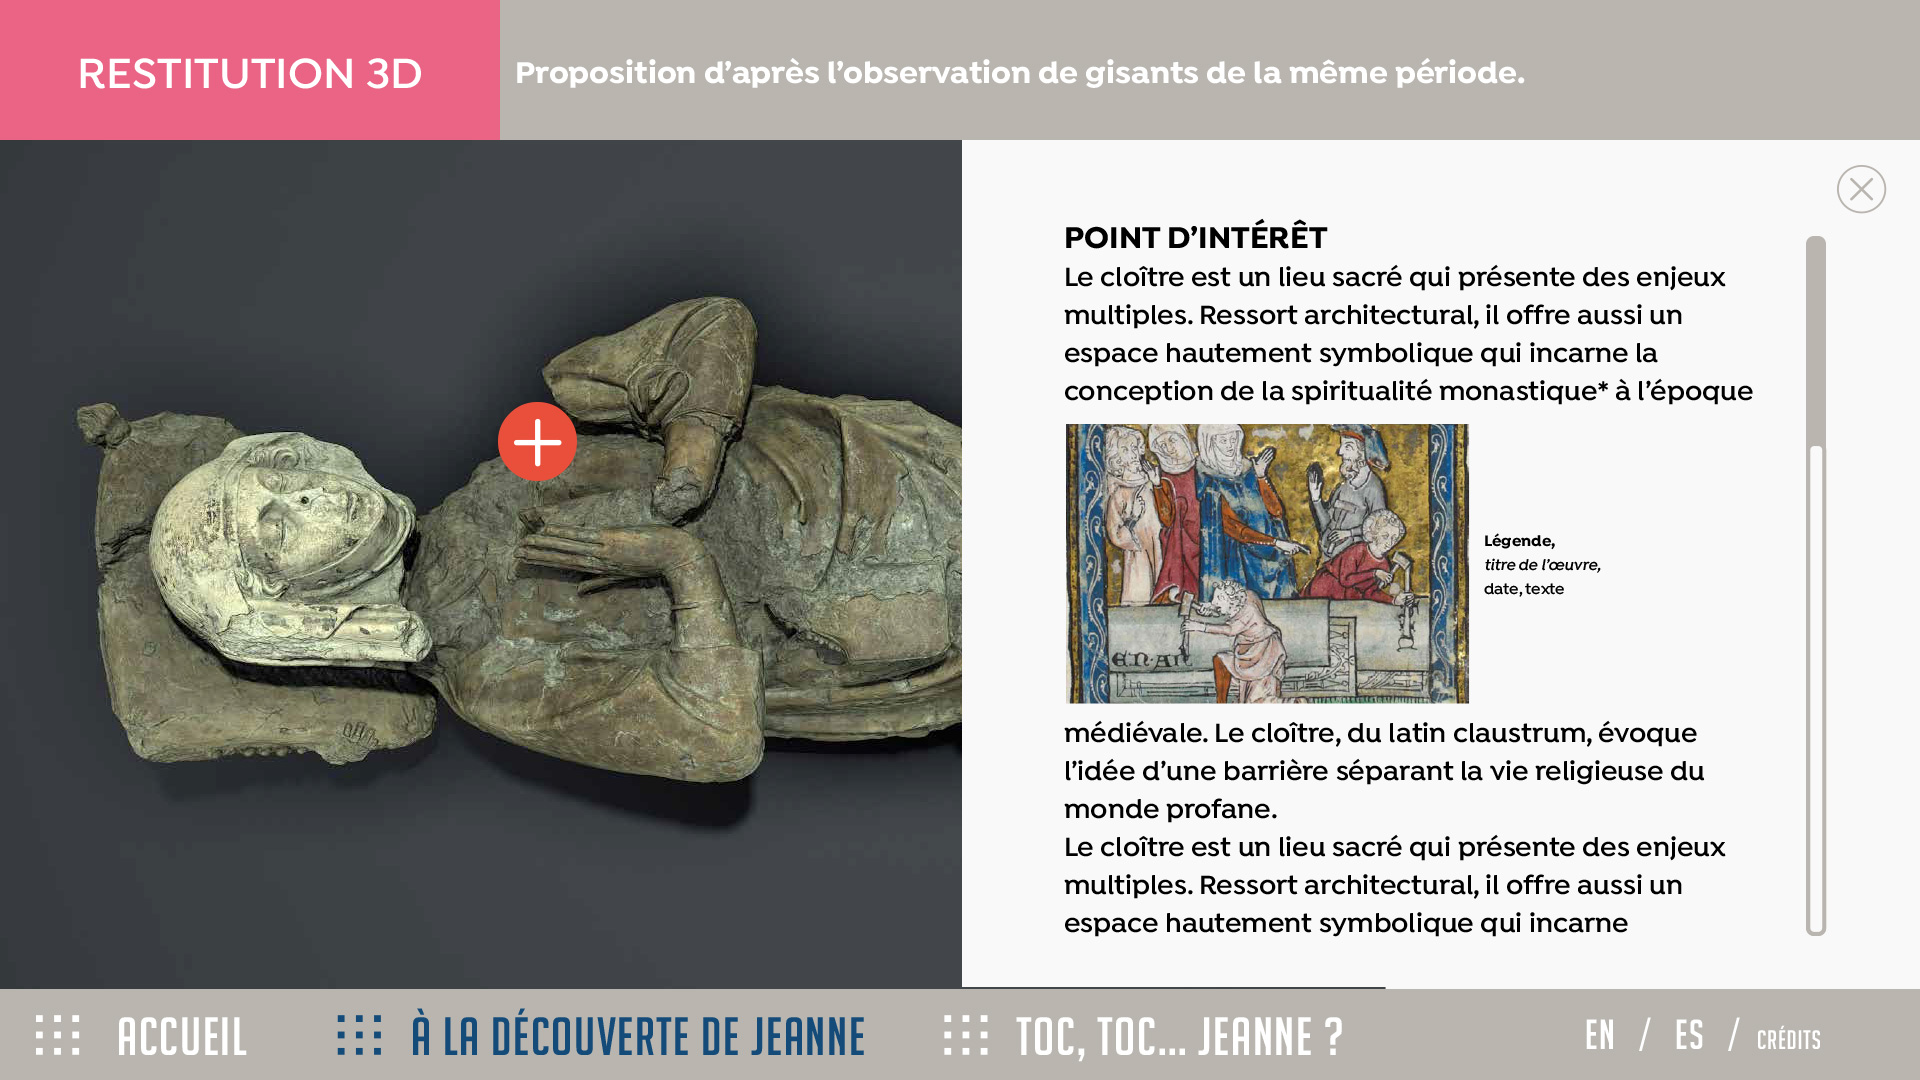 RESTITUTION 3D
Proposition d’après l’observation de gisants de la même période.
POINT D’INTÉRÊT
Le cloître est un lieu sacré qui présente des enjeux
multiples. Ressort architectural, il offre aussi un
espace hautement symbolique qui incarne la
conception de la spiritualité monastique* à l’époque
E·N·AR
Légende,
titre de l’œuvre,
date, texte
médiévale. Le cloître, du latin claustrum, évoque
l’idée d’une barrière séparant la vie religieuse du
monde profane.
Le cloître est un lieu sacré qui présente des enjeux
multiples. Ressort architectural, il offre aussi un
espace hautement symbolique qui incarne
ACCUEIL
À LA DÉCOUVERTE DE JEANNE
TOC, TOC... JEANNE ?
EN / ES / CRÉDITS